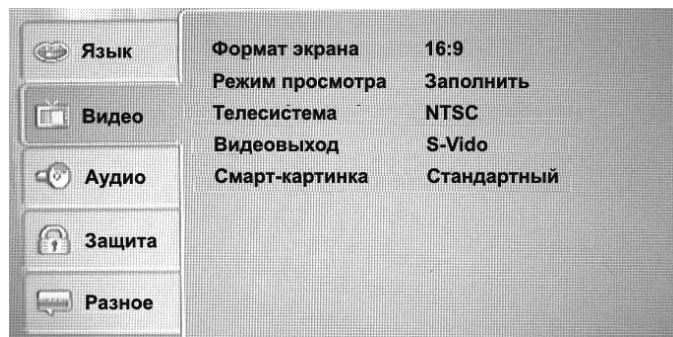 Язык
Видео
Аудио
Защита
Разное
Формат экрана 16:9
Режим просмотра Заполнить
Телесистема NTSC
Видеовыход S-Vido
Смарт-картинка Стандартный